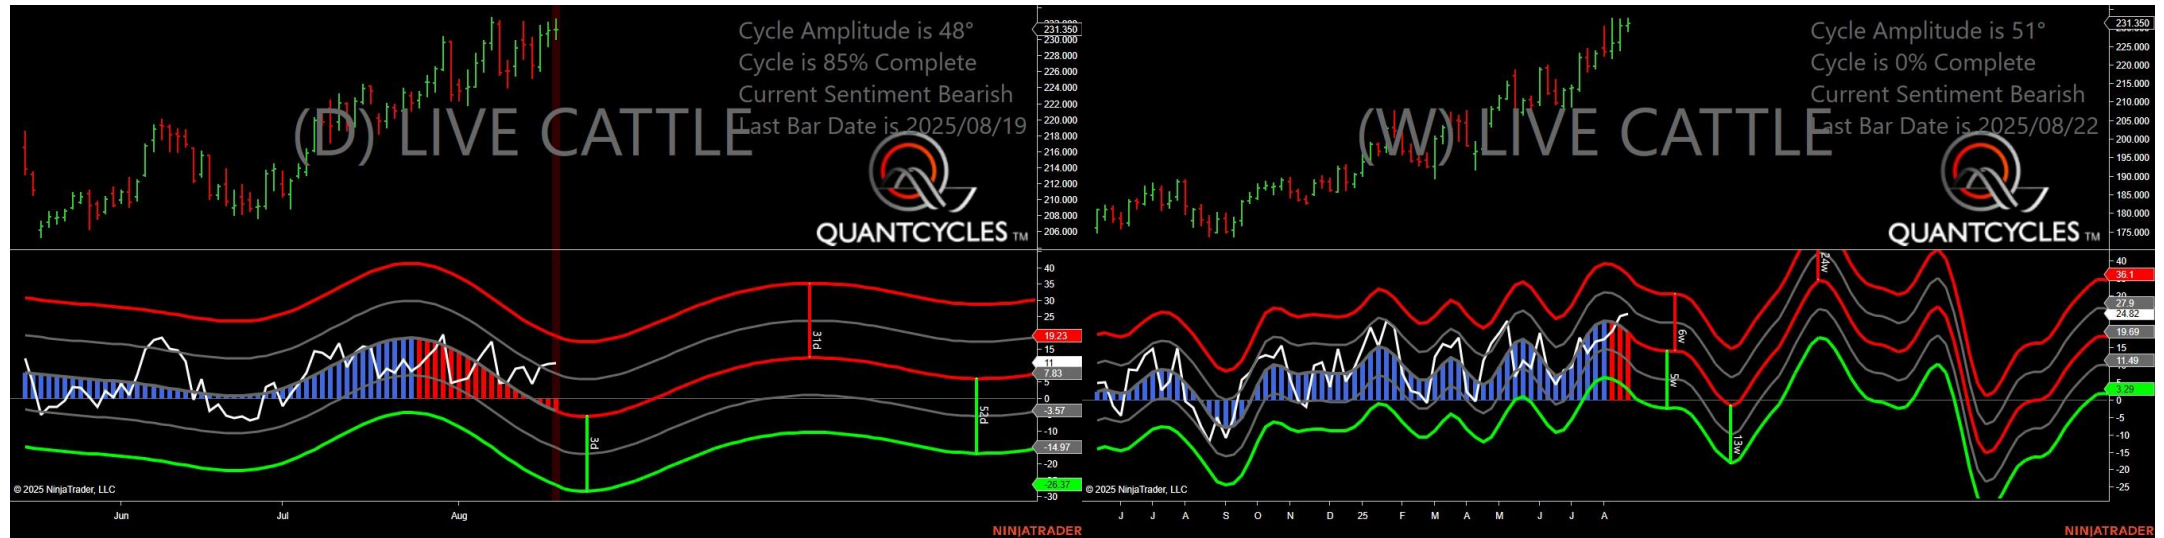 Cycle Amplitude is 48°
Cycle is 85% Complete
Current Sentiment Bearish
Last Bar Date is 2025/08/19
(D) LIVE CATTLE
QUANTCYCLES TM
231.350
230.000
228.000
226.000
224.000
222.000
220.000
218.000
216.000
214.000
212.000
210.000
208.000
206.000
40
35
30
25
19.23
15
11
7.83
5
0
-3.57
-10
-14.97
-20
-26.37
-30
31d
3d
52d
© 2025 NinjaTrader, LLC
Jun
Jul
Aug
NINJATRADER
Cycle Amplitude is 51°
Cycle is 0% Complete
Current Sentiment Bearish
Last Bar Date is 2025/08/22
(W) LIVE CATTLE
QUANTCYCLES TM
231.350
225.000
220.000
215.000
210.000
205.000
200.000
195.000
190.000
185.000
180.000
175.000
40
36.1
27.9
24.82
19.69
15
11.49
5
3.29
0
-5
-10
-15
-20
-25
24w
6w
5w
13w
© 2025 NinjaTrader, LLC
J
J
A
S
O
N
D
25
F
M
A
M
J
J
A
NINJATRADER